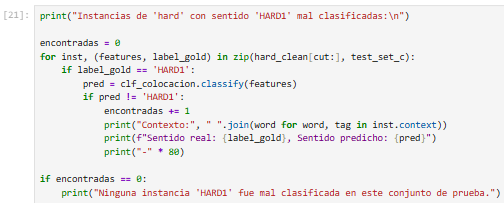 [21]: print("Instancias de 'hard' con sentido 'HARD1' mal clasificadas:\n")
encontradas = 0
for inst, (features, label_gold) in zip(hard_clean[cut:], test_set_c):
    if label_gold == 'HARD1':
        pred = clf_colocacion.classify(features)
        if pred != 'HARD1':
            encontradas += 1
            print("Contexto:", " ".join(word for word, tag in inst.context))
            print(f"Sentido real: {label_gold}, Sentido predicho: {pred}")
            print("-" * 80)
if encontradas == 0:
    print("Ninguna instancia 'HARD1' fue mal clasificada en este conjunto de prueba.")